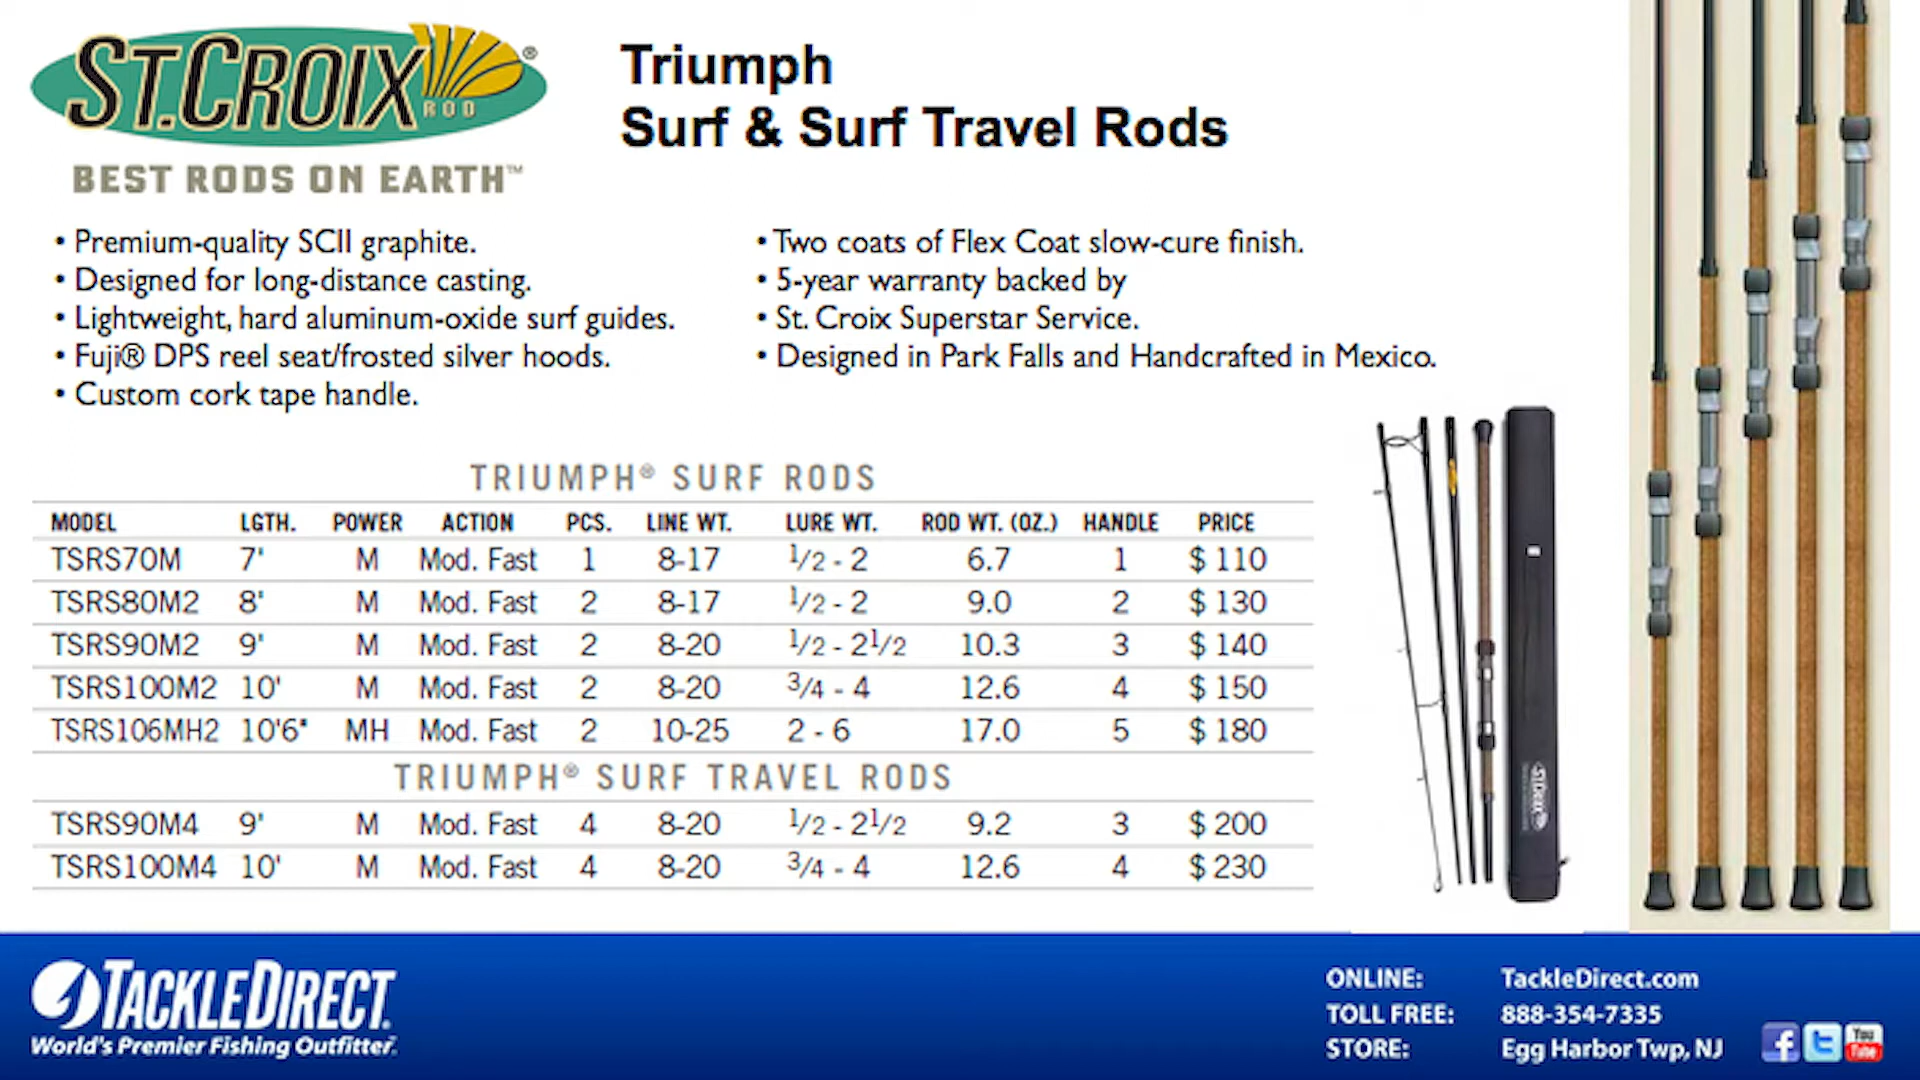 ST.CROIX®
ROD
BEST RODS ON EARTH™
Triumph
Surf & Surf Travel Rods
• Premium-quality SCII graphite.
• Designed for long-distance casting.
• Lightweight, hard aluminum-oxide surf guides.
• Fuji® DPS reel seat/frosted silver hoods.
• Custom cork tape handle.
• Two coats of Flex Coat slow-cure finish.
• 5-year warranty backed by
• St. Croix Superstar Service.
• Designed in Park Falls and Handcrafted in Mexico.
TRIUMPH® SURF RODS
MODEL LGTH. POWER ACTION PCS. LINE WT. LURE WT. ROD WT. (OZ.) HANDLE PRICE
TSRS70M 7' M Mod. Fast 1 8-17 1/2 - 2 6.7 1 $ 110
TSRS80M2 8' M Mod. Fast 2 8-17 1/2 - 2 9.0 2 $ 130
TSRS90M2 9' M Mod. Fast 2 8-20 1/2 - 2 1/2 10.3 3 $ 140
TSRS100M2 10' M Mod. Fast 2 8-20 3/4 - 4 12.6 4 $ 150
TSRS106MH2 10'6" MH Mod. Fast 2 10-25 2 - 6 17.0 5 $ 180
TRIUMPH® SURF TRAVEL RODS
TSRS90M4 9' M Mod. Fast 4 8-20 1/2 - 2 1/2 9.2 3 $ 200
TSRS100M4 10' M Mod. Fast 4 8-20 3/4 - 4 12.6 4 $ 230
St.Croix
TACKLEDIRECT.
World's Premier Fishing Outfitter.
ONLINE: TackleDirect.com
TOLL FREE: 888-354-7335
STORE: Egg Harbor Twp, NJ
f t You Tube